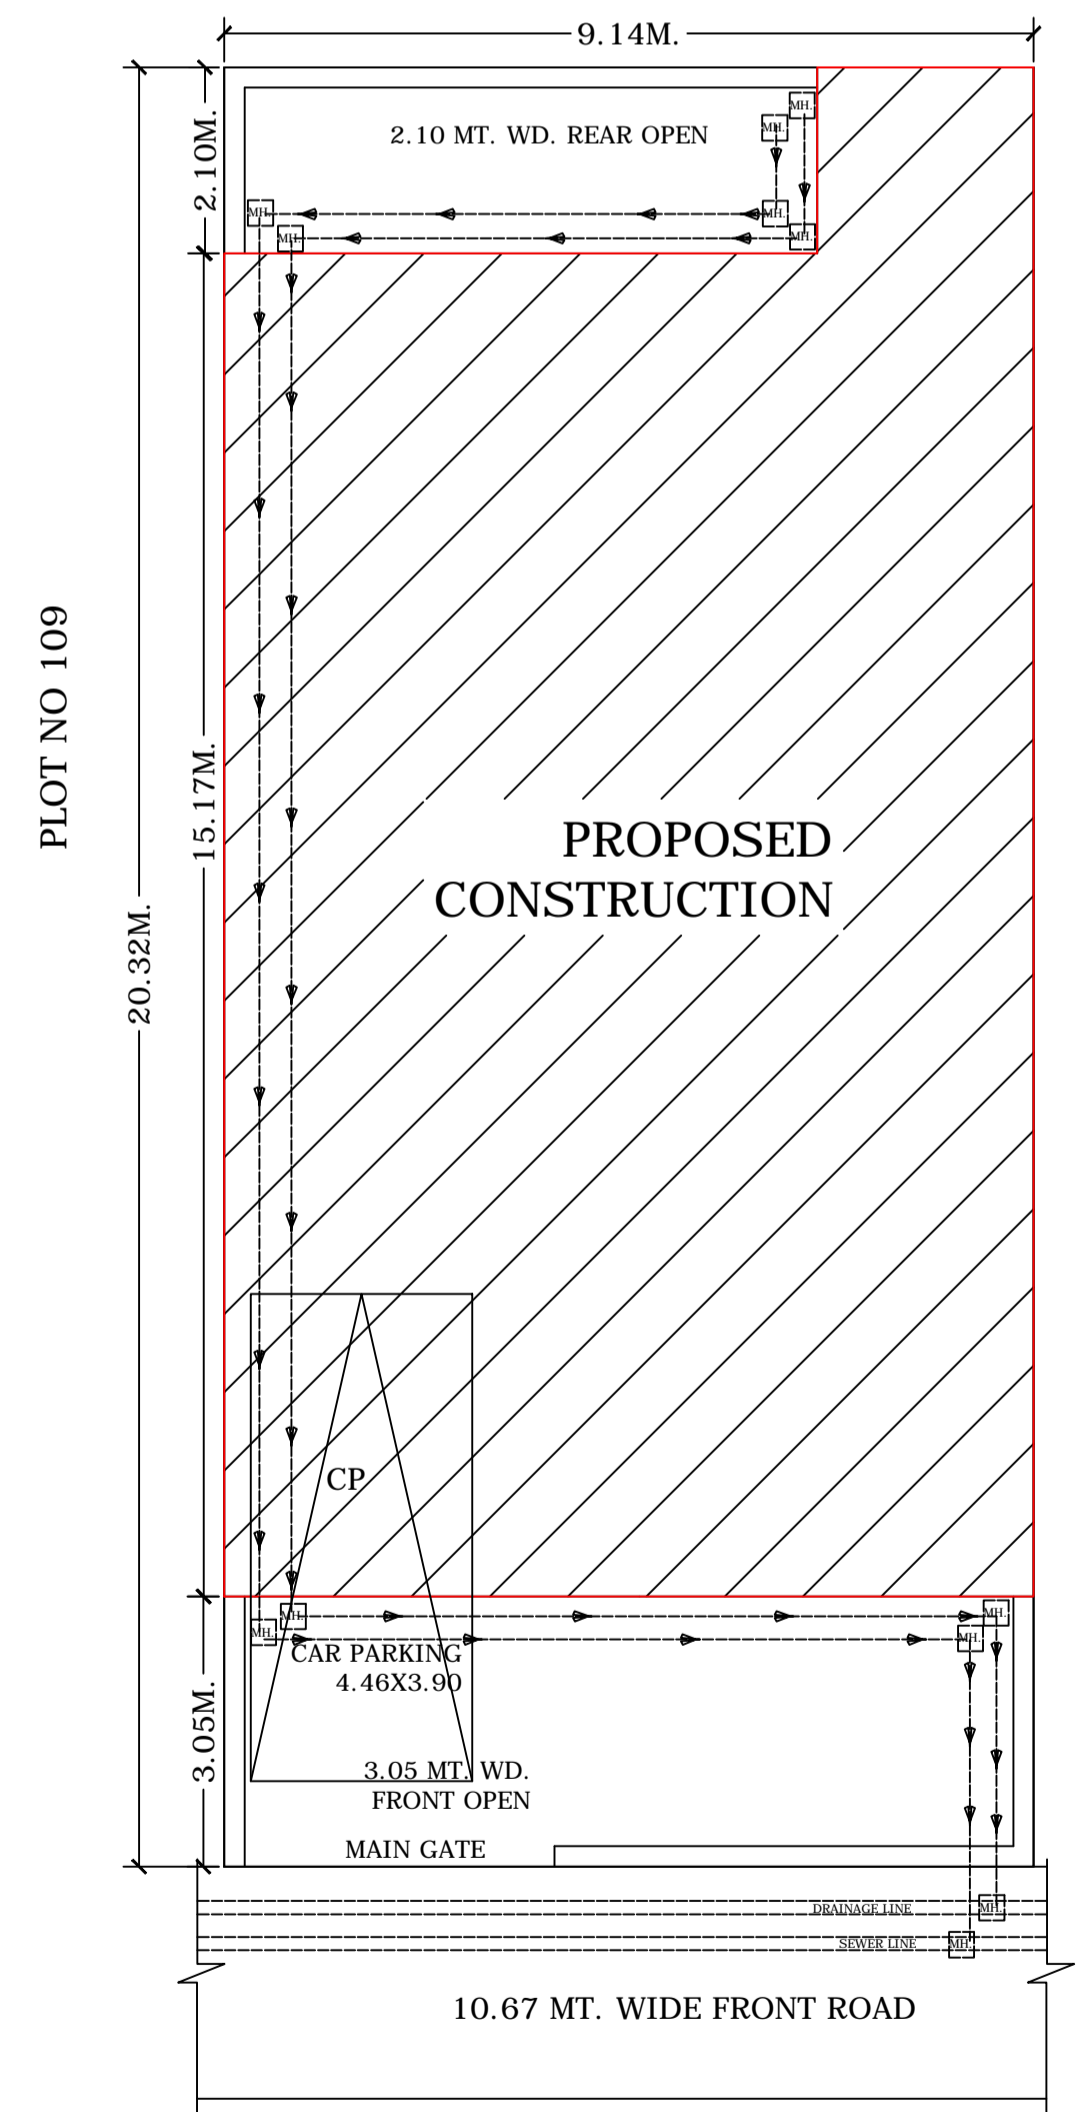 9.14M.
2.10M.
2.10 MT. WD. REAR OPEN
MH.
MH.
MH.
MH.
MH.
MH.
PLOT NO 109
20.32M.
15.17M.
PROPOSED
CONSTRUCTION
CP
MH.
MH.
MH.
MH.
CAR PARKING
4.46X3.90
3.05M.
3.05 MT. WD.
FRONT OPEN
MAIN GATE
DRAINAGE LINE
MH.
SEWER LINE
MH.
10.67 MT. WIDE FRONT ROAD